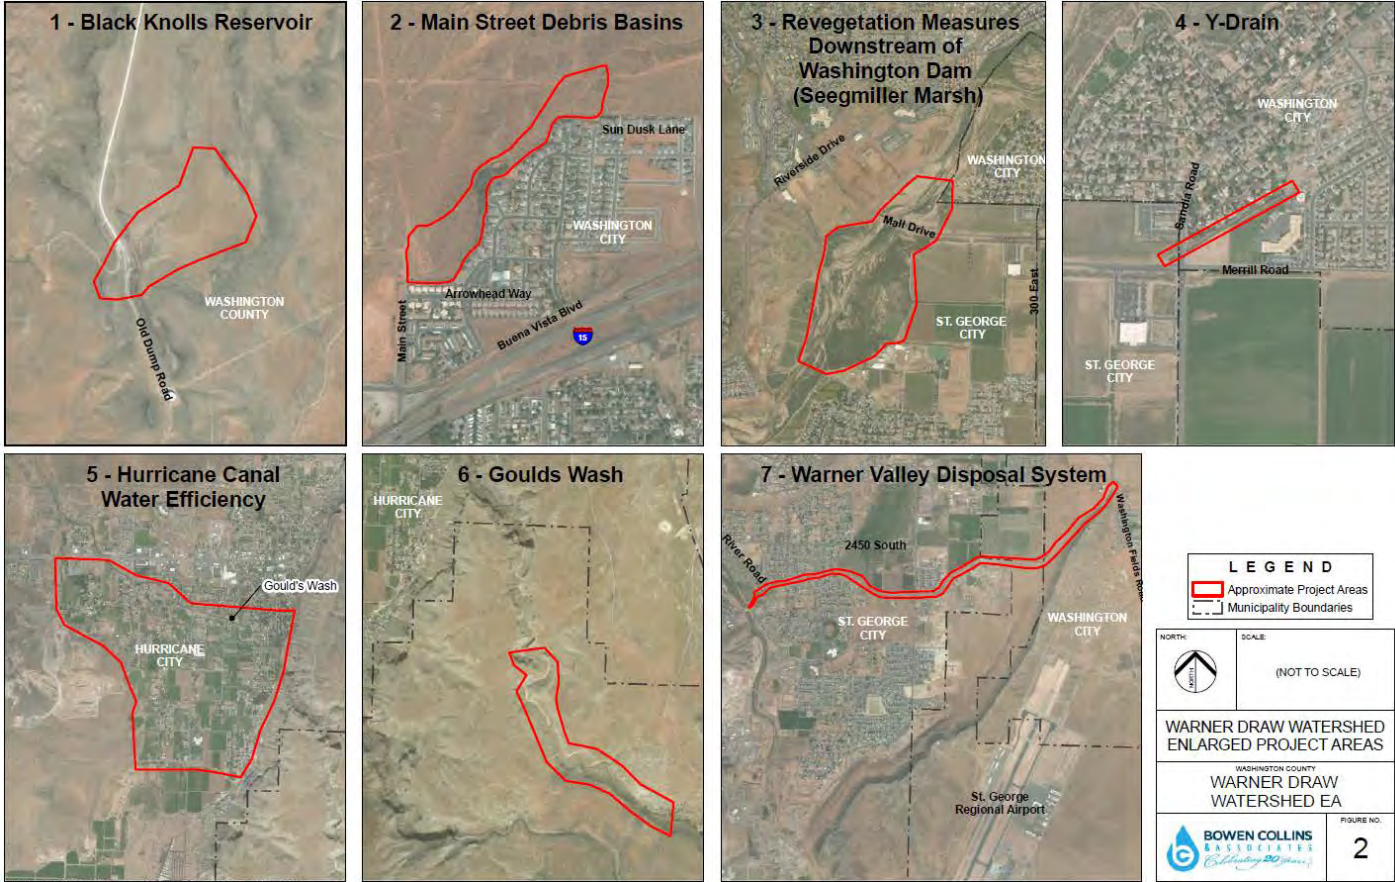 1 - Black Knolls Reservoir
WASHINGTON
COUNTY
Old Dump Road
2 - Main Street Debris Basins
Sun Dusk Lane
WASHINGTON
CITY
Arrowhead Way
Main Street
Buena Vista Blvd
15
3 - Revegetation Measures
Downstream of
Washington Dam
(Seegmiller Marsh)
Riverside Drive
WASHINGTON
CITY
Mall Drive
300 East
ST. GEORGE
CITY
4 - Y-Drain
WASHINGTON
CITY
Sandia Road
Merrill Road
ST. GEORGE
CITY
5 - Hurricane Canal
Water Efficiency
Gould's Wash
HURRICANE
CITY
6 - Goulds Wash
HURRICANE
CITY
7 - Warner Valley Disposal System
River Road
2450 South
Washington Fields Road
ST. GEORGE
CITY
WASHINGTON
CITY
St. George
Regional Airport
LEGEND
Approximate Project Areas
Municipality Boundaries
NORTH:
NORTH
SCALE:
(NOT TO SCALE)
WARNER DRAW WATERSHED
ENLARGED PROJECT AREAS
WASHINGTON COUNTY
WARNER DRAW
WATERSHED EA
BOWEN COLLINS
& ASSOCIATES
Celebrating 20 Years
FIGURE NO.
2